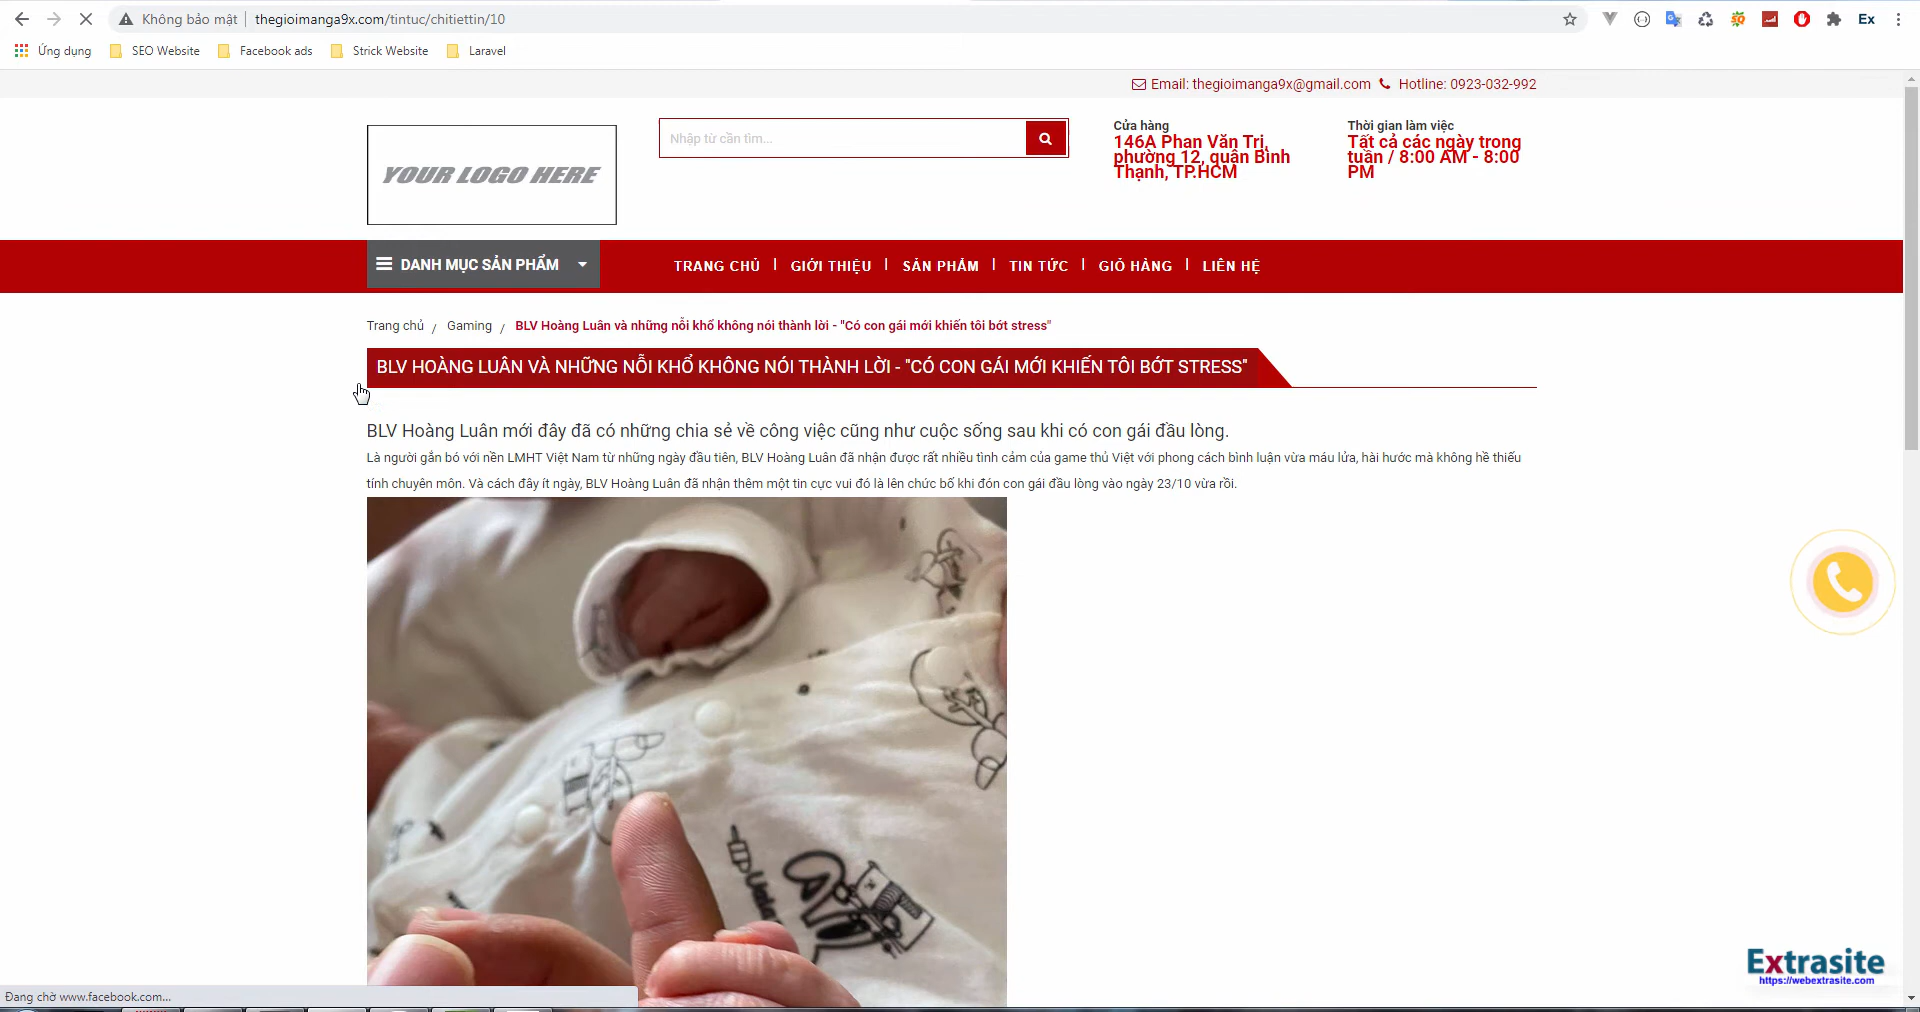 Không bảo mật
thegioimanga9x.com/tintuc/chitiettin/10
Ex
Ứng dụng
SEO Website
Facebook ads
Strick Website
Laravel
Email: thegioimanga9x@gmail.com
Hotline: 0923-032-992
YOUR LOGO HERE
Nhập từ cần tìm...
Cửa hàng
146A Phan Văn Trị,
phường 12, quận Bình
Thạnh, TP.HCM
Thời gian làm việc
Tất cả các ngày trong
tuần / 8:00 AM - 8:00
PM
DANH MỤC SẢN PHẨM
TRANG CHỦ
GIỚI THIỆU
SẢN PHẨM
TIN TỨC
GIỎ HÀNG
LIÊN HỆ
Trang chủ / Gaming / BLV Hoàng Luân và những nỗi khổ không nói thành lời - "Có con gái mới khiến tôi bớt stress"
BLV HOÀNG LUÂN VÀ NHỮNG NỖI KHỔ KHÔNG NÓI THÀNH LỜI - "CÓ CON GÁI MỚI KHIẾN TÔI BỚT STRESS"
BLV Hoàng Luân mới đây đã có những chia sẻ về công việc cũng như cuộc sống sau khi có con gái đầu lòng.
Là người gắn bó với nền LMHT Việt Nam từ những ngày đầu tiên, BLV Hoàng Luân đã nhận được rất nhiều tình cảm của game thủ Việt với phong cách bình luận vừa máu lửa, hài hước mà không hề thiếu
tính chuyên môn. Và cách đây ít ngày, BLV Hoàng Luân đã nhận thêm một tin cực vui đó là lên chức bố khi đón con gái đầu lòng vào ngày 23/10 vừa rồi.
Extrasite
https://webextrasite.com
Đang chờ www.facebook.com...